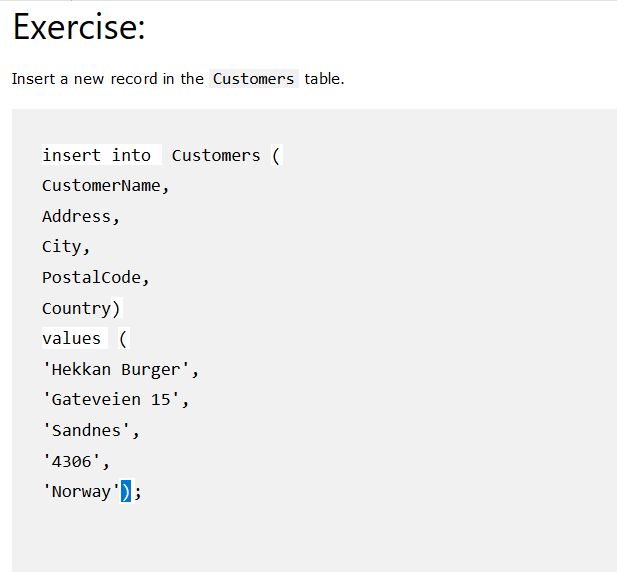 Exercise:
Insert a new record in the Customers table.
insert into Customers (
CustomerName,
Address,
City,
PostalCode,
Country)
values (
'Hekkan Burger',
'Gateveien 15',
'Sandnes',
'4306',
'Norway');